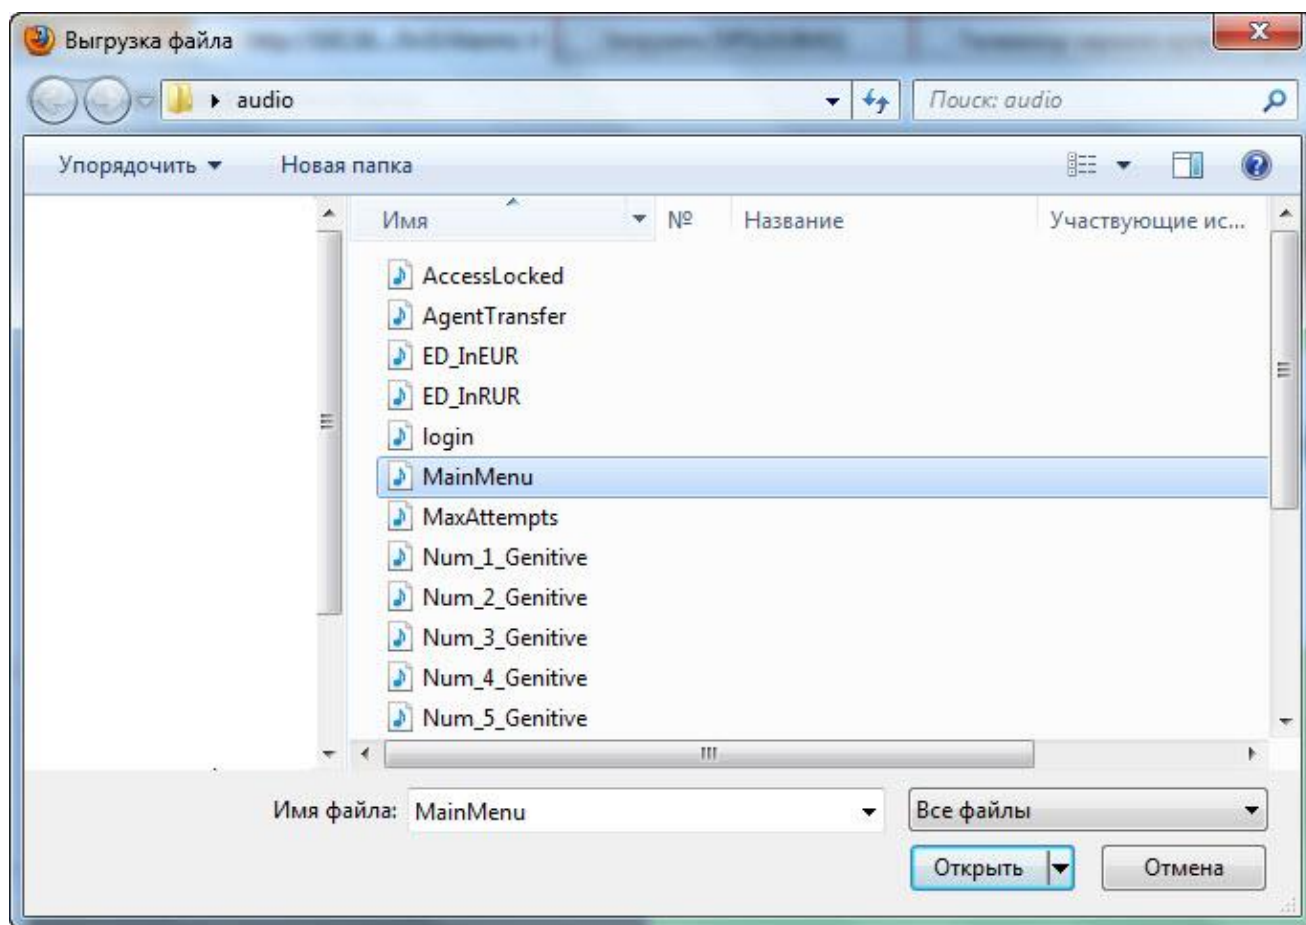 Выгрузка файла
audio
Поиск: audio
Упорядочить
Новая папка
Имя № Название Участвующие ис...
AccessLocked
AgentTransfer
ED_InEUR
ED_InRUR
login
MainMenu
MaxAttempts
Num_1_Genitive
Num_2_Genitive
Num_3_Genitive
Num_4_Genitive
Num_5_Genitive
Имя файла: MainMenu Все файлы
Открыть Отмена